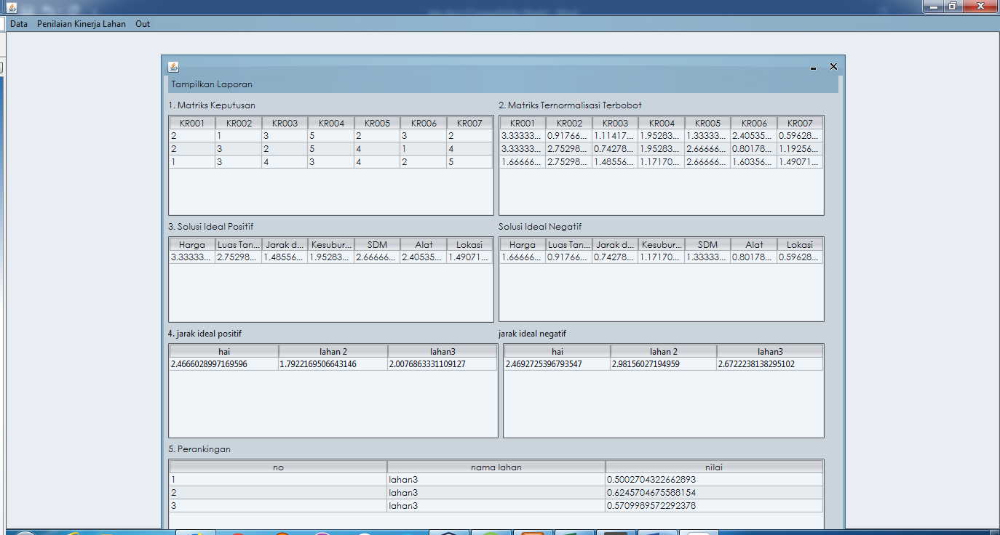 Data Penilaian Kinerja Lahan Out
Tampilkan Laporan
1. Matriks Keputusan
KR001 KR002 KR003 KR004 KR005 KR006 KR007
2 1 3 5 2 3 2
2 3 2 5 4 1 4
1 3 4 3 4 2 5
2. Matriks Ternormalisasi Terbobot
KR001 KR002 KR003 KR004 KR005 KR006 KR007
3.33333... 0.91766... 1.11417... 1.95283... 1.33333... 2.40535... 0.59628...
3.33333... 2.75298... 0.74278... 1.95283... 2.66666... 0.80178... 1.19256...
1.66666... 2.75298... 1.48556... 1.17170... 2.66666... 1.60356... 1.49071...
3. Solusi Ideal Positif
Harga Luas Tan... Jarak d... Kesubur... SDM Alat Lokasi
3.33333... 2.75298... 1.48556... 1.95283... 2.66666... 2.40535... 1.49071...
Solusi Ideal Negatif
Harga Luas Tan... Jarak d... Kesubur... SDM Alat Lokasi
1.66666... 0.91766... 0.74278... 1.17170... 1.33333... 0.80178... 0.59628...
4. jarak ideal positif
hai lahan 2 lahan3
2.4666028997169596 1.7922169506643146 2.0076863331109127
jarak ideal negatif
hai lahan 2 lahan3
2.4692725396793547 2.98156027194959 2.6722238138295102
5. Perankingan
no nama lahan nilai
1 lahan3 0.5002704322662893
2 lahan3 0.6245704675588154
3 lahan3 0.5709989572292378